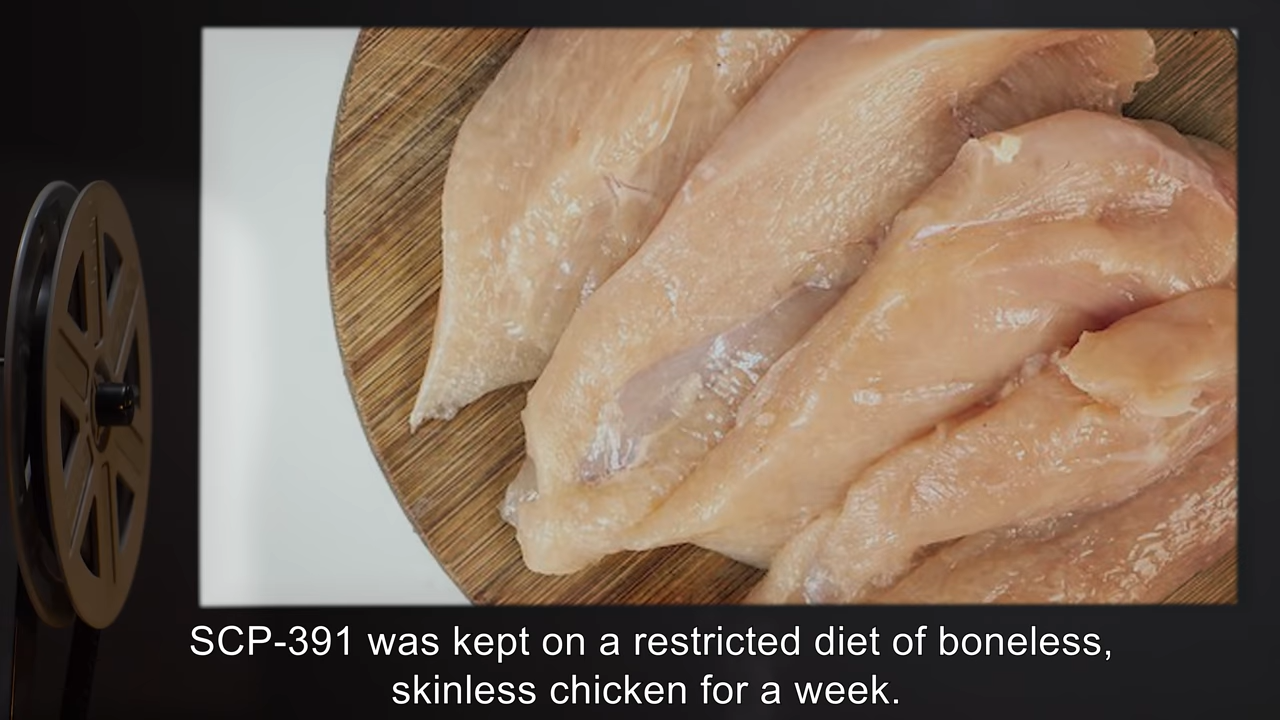 SCP-391 was kept on a restricted diet of boneless,
skinless chicken for a week.